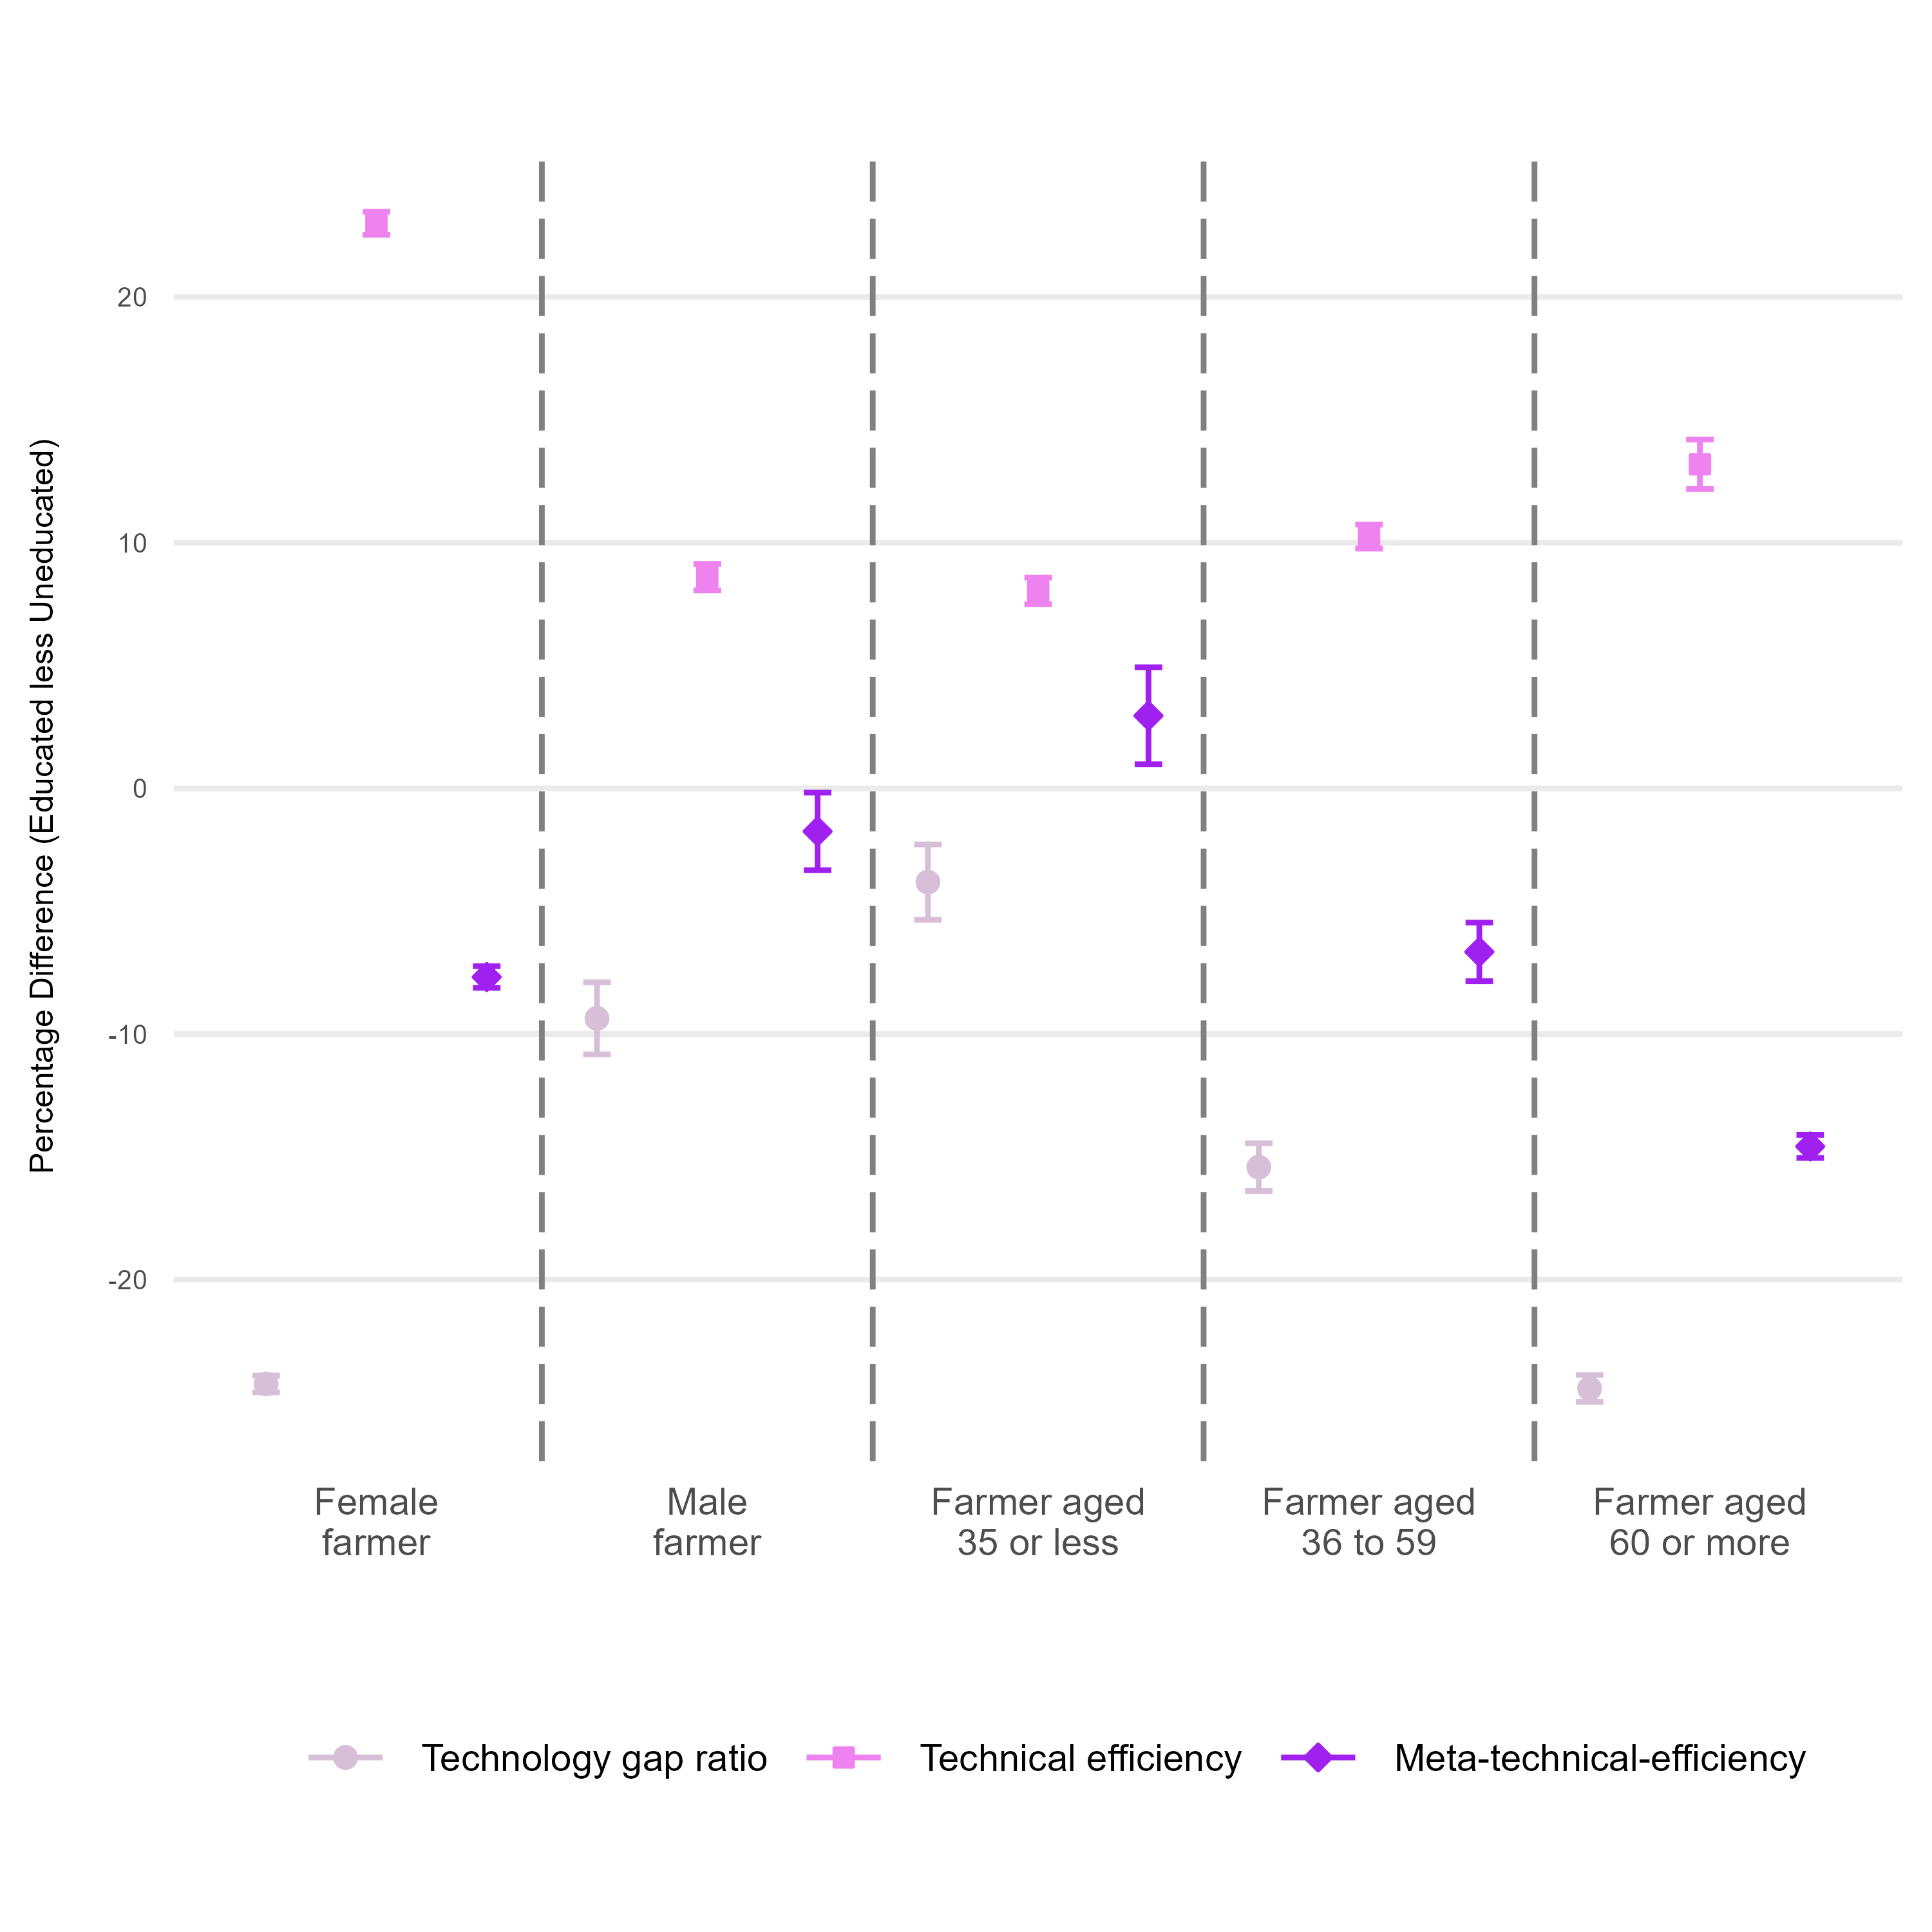 Percentage Difference (Educated less Uneducated)
20
10
0
-10
-20
Female
farmer
Male
farmer
Farmer aged
35 or less
Farmer aged
36 to 59
Farmer aged
60 or more
Technology gap ratio
Technical efficiency
Meta-technical-efficiency